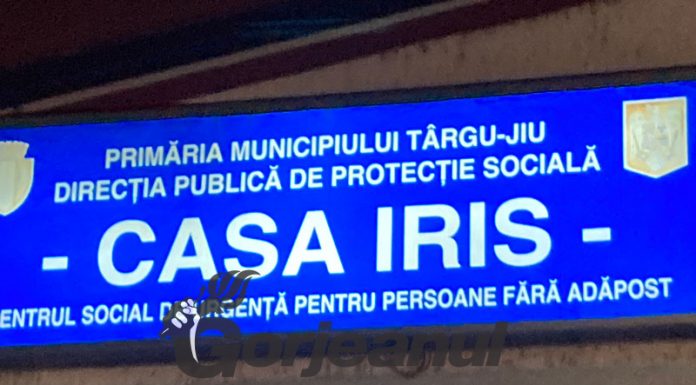 PRIMĂRIA MUNICIPIULUI TÂRGU-JIU
DIRECȚIA PUBLICĂ DE PROTECȚIE SOCIALĂ
- CASA IRIS -
ENTRUL SOCIAL DE URGENȚĂ PENTRU PERSOANE FĂRĂ ADĂPOST
Gorjeanul